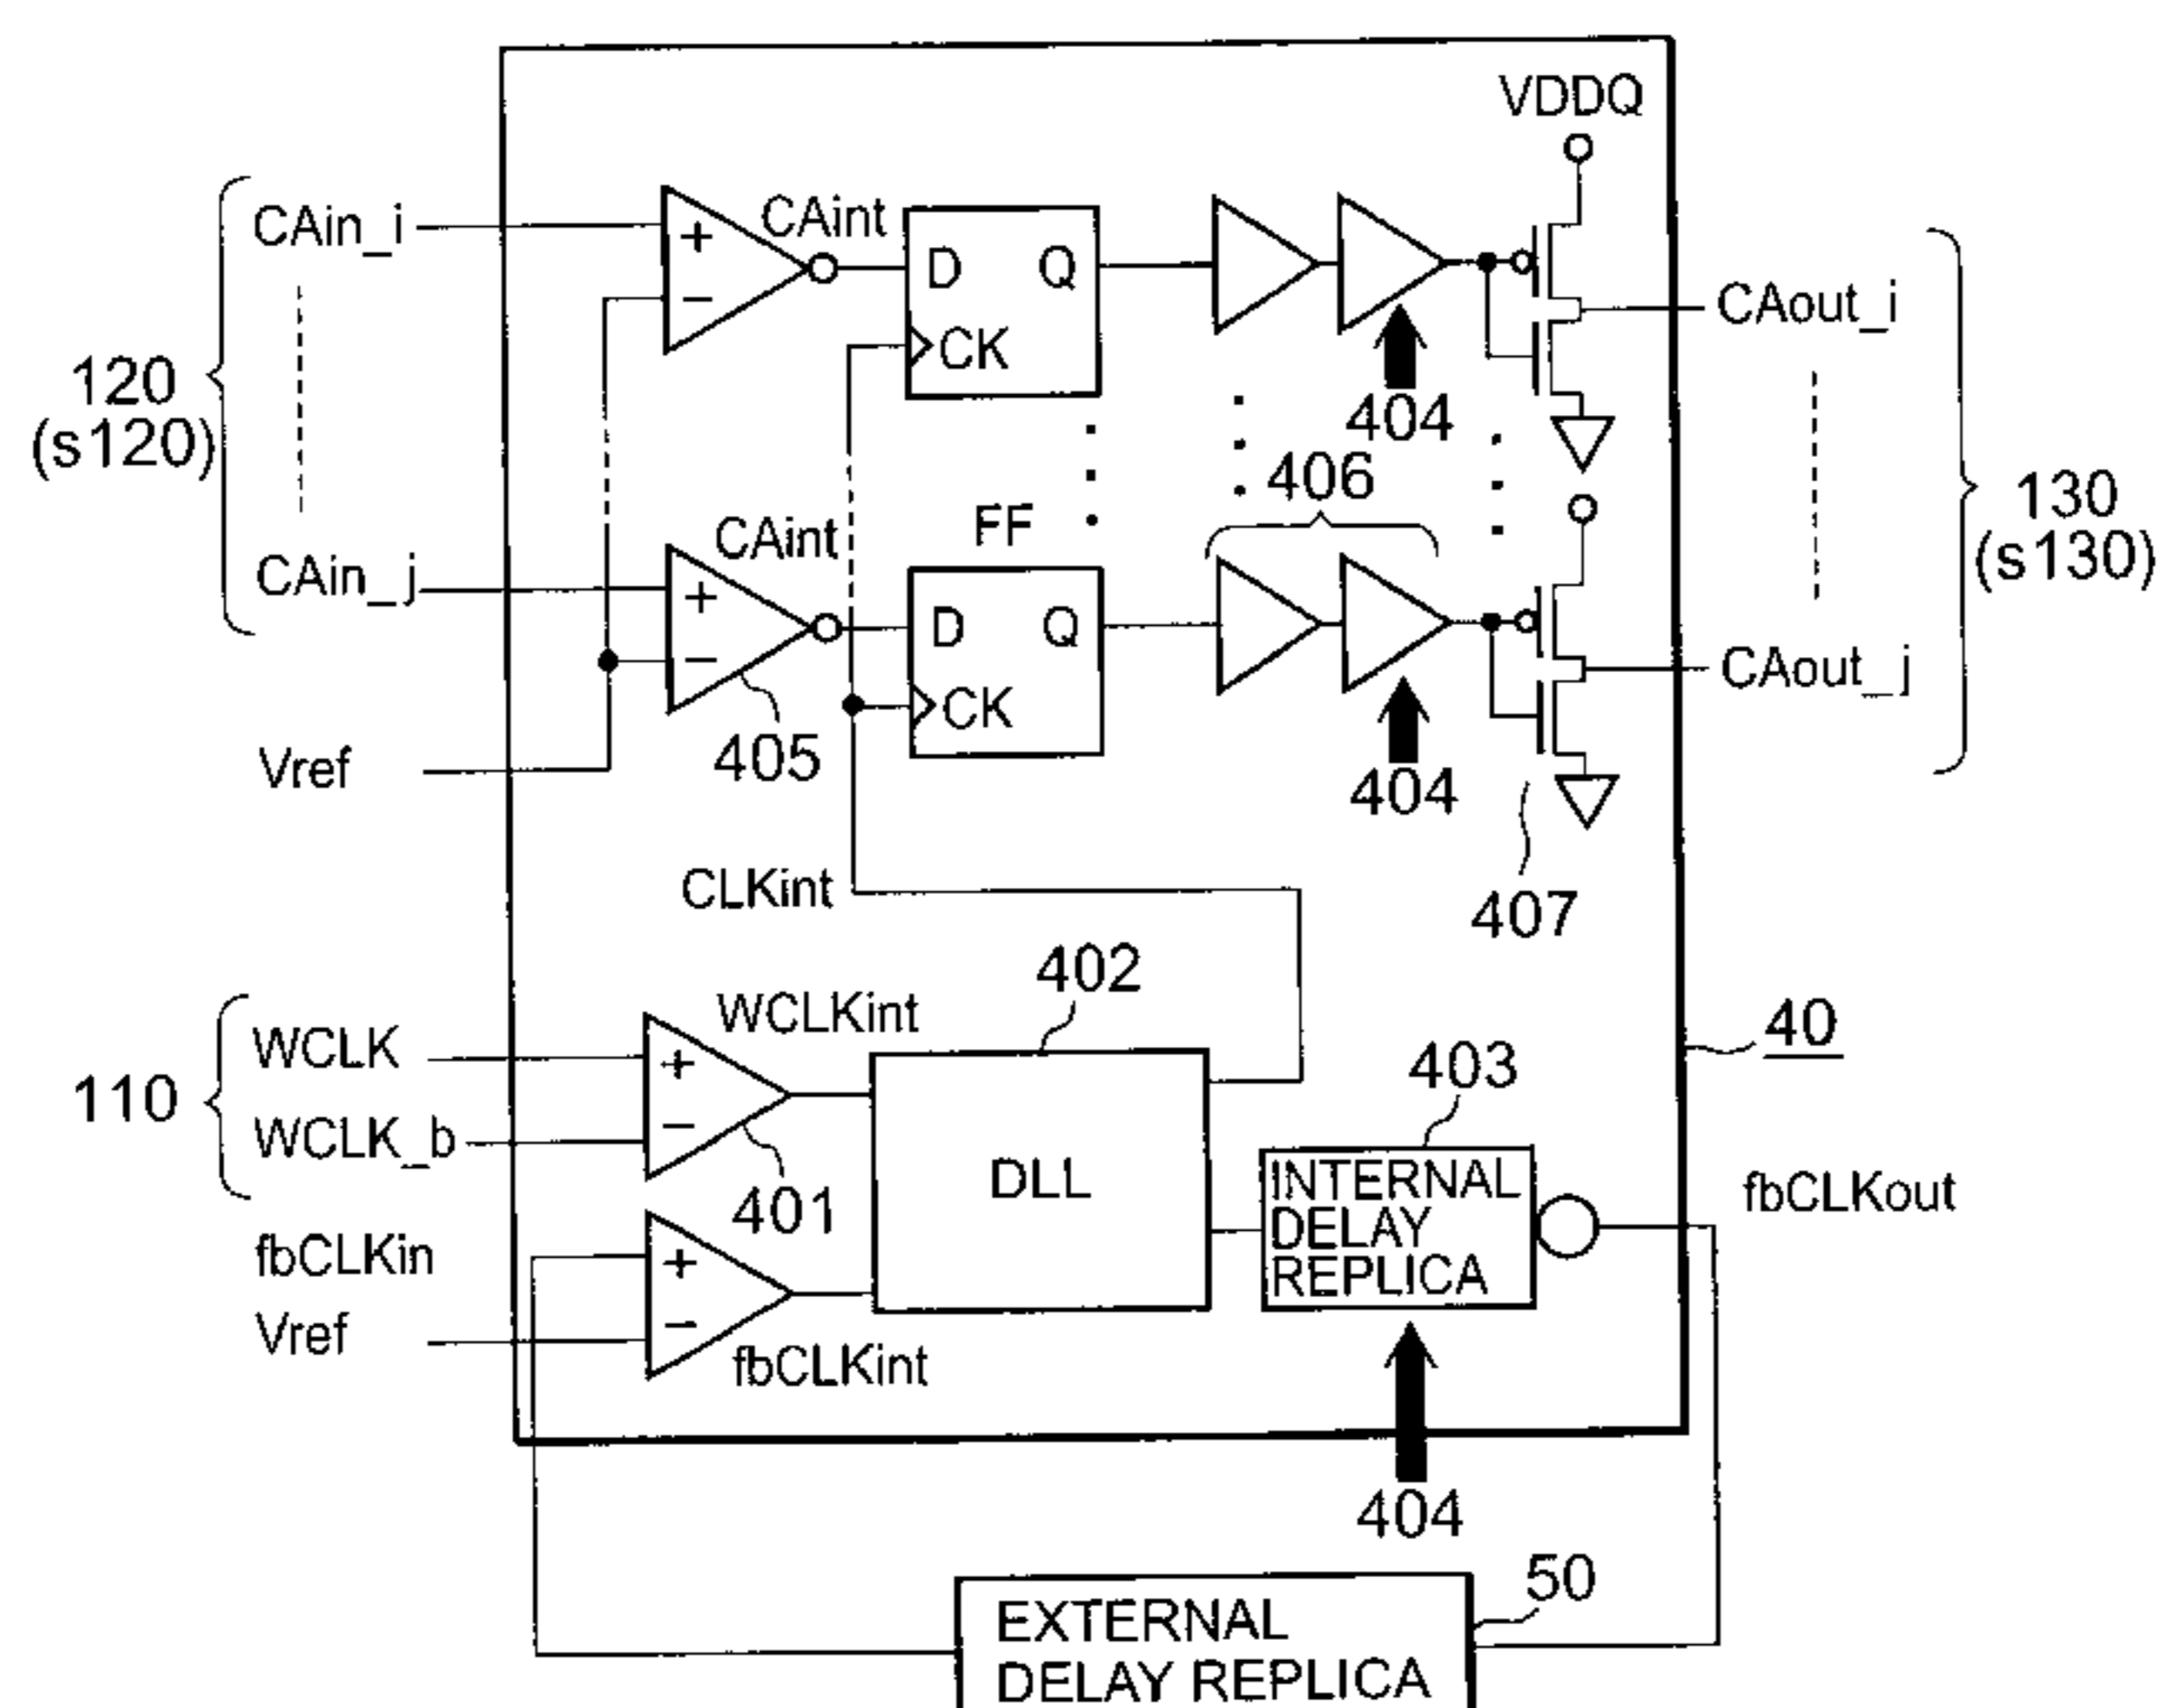 VDDQ
CAin_i
+
−
CAint
D Q
CK
404
CAout_i
120
(s120)
130
(s130)
406
CAin_j
+
−
CAint
FF
D Q
CK
405
404
CAout_j
Vref
407
CLKint
402
110
WCLK
WCLK_b
+
−
WCLKint
401
DLL
403
INTERNAL
DELAY
REPLICA
40
fbCLKout
fbCLKin
Vref
+
−
fbCLKint
404
50
EXTERNAL
DELAY REPLICA